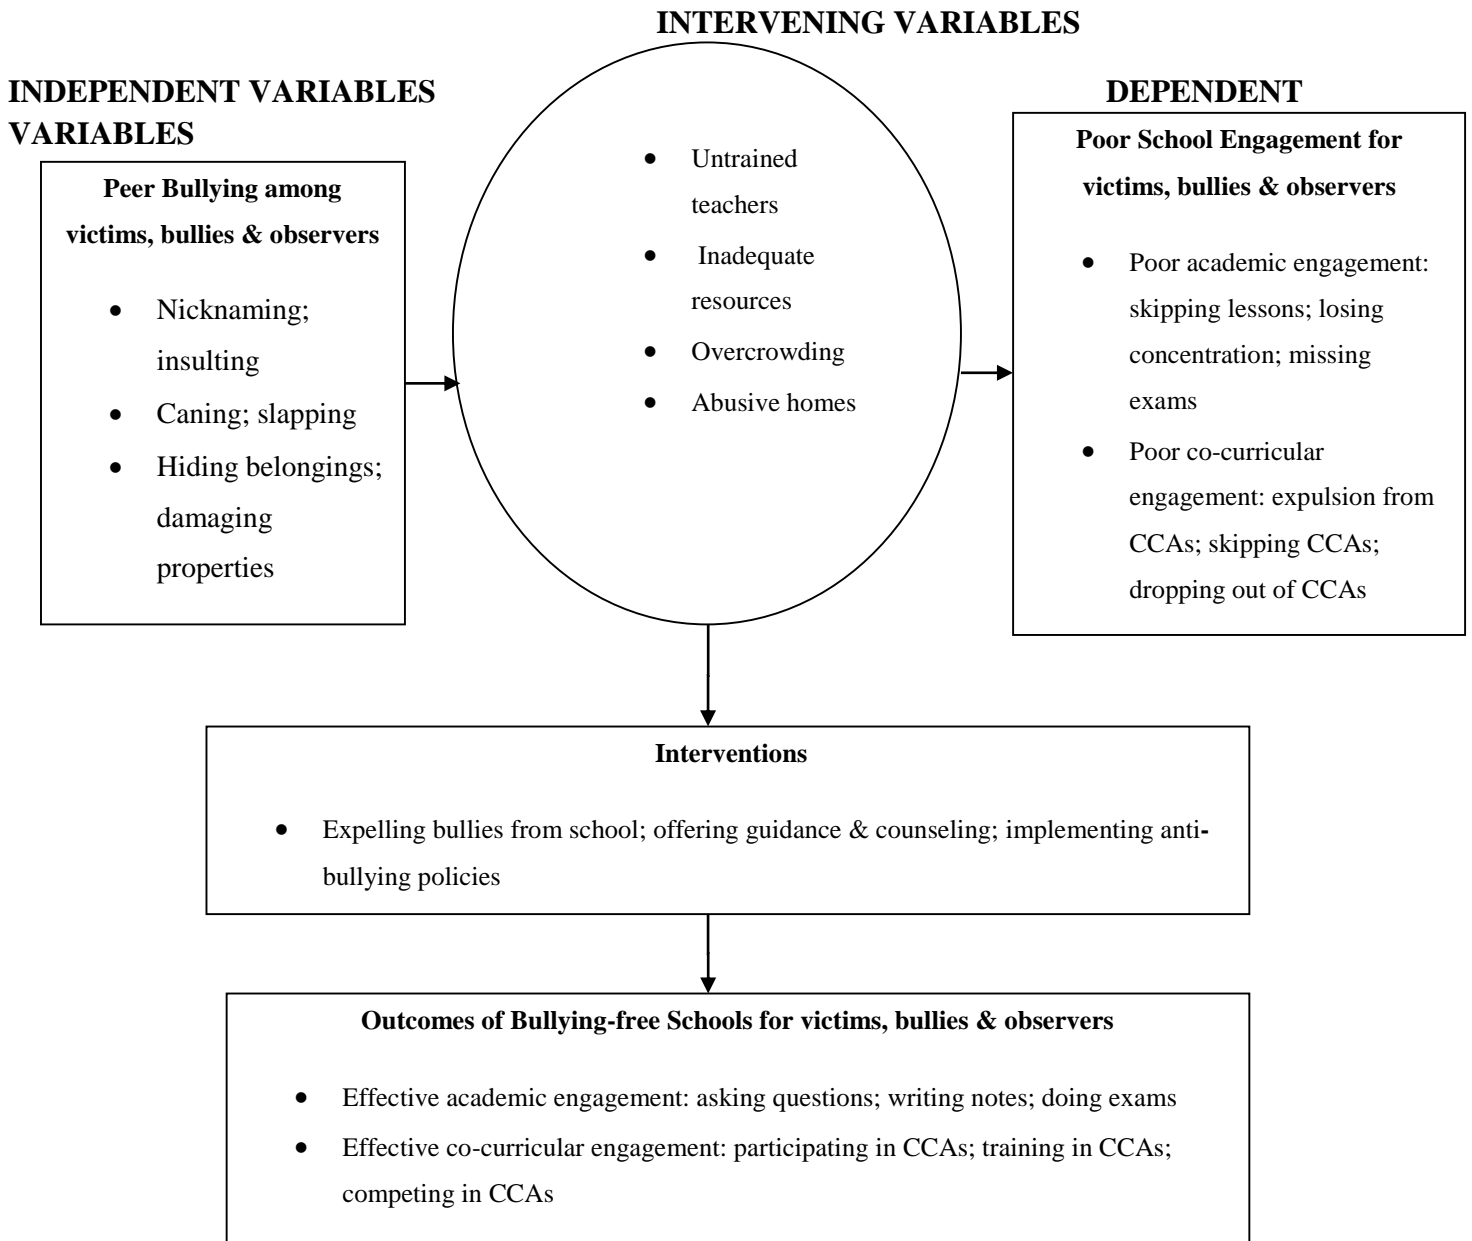 INTERVENING VARIABLES
INDEPENDENT VARIABLES
DEPENDENT
VARIABLES
Peer Bullying among
victims, bullies & observers
• Nicknaming;
insulting
• Caning; slapping
• Hiding belongings;
damaging
properties
• Untrained
teachers
• Inadequate
resources
• Overcrowding
• Abusive homes
Poor School Engagement for
victims, bullies & observers
• Poor academic engagement:
skipping lessons; losing
concentration; missing
exams
• Poor co-curricular
engagement: expulsion from
CCAs; skipping CCAs;
dropping out of CCAs
Interventions
• Expelling bullies from school; offering guidance & counseling; implementing anti-
bullying policies
Outcomes of Bullying-free Schools for victims, bullies & observers
• Effective academic engagement: asking questions; writing notes; doing exams
• Effective co-curricular engagement: participating in CCAs; training in CCAs;
competing in CCAs